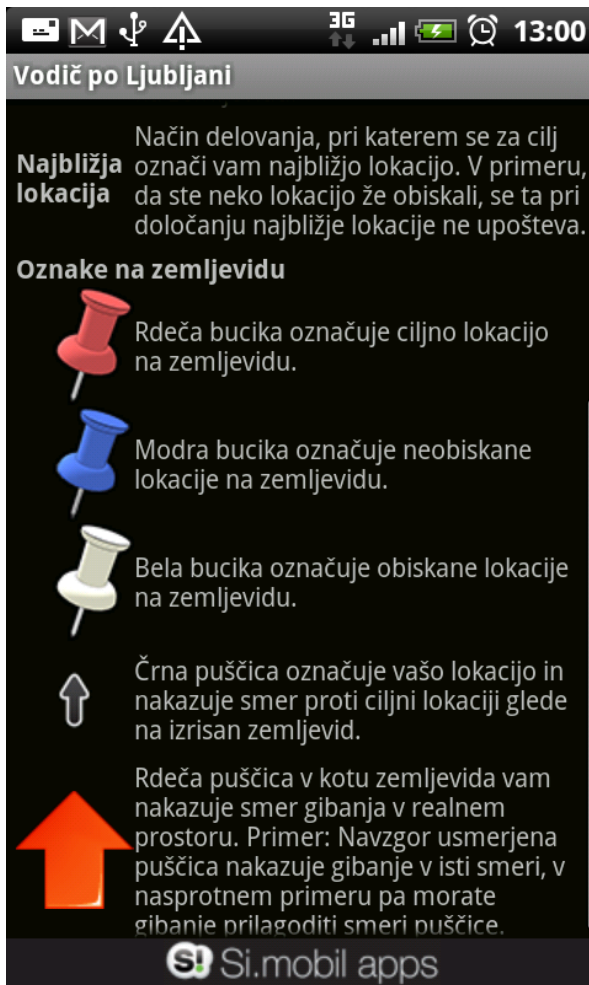 3G
13:00
Vodič po Ljubljani
Najbližja
lokacija
Način delovanja, pri katerem se za cilj
označi vam najbližjo lokacijo. V primeru,
da ste neko lokacijo že obiskali, se ta pri
določanju najbližje lokacije ne upošteva.
Oznake na zemljevidu
Rdeča bucika označuje ciljno lokacijo
na zemljevidu.
Modra bucika označuje neobiskane
lokacije na zemljevidu.
Bela bucika označuje obiskane lokacije
na zemljevidu.
Črna puščica označuje vašo lokacijo in
nakazuje smer proti ciljni lokaciji glede
na izrisan zemljevid.
Rdeča puščica v kotu zemljevida vam
nakazuje smer gibanja v realnem
prostoru. Primer: Navzgor usmerjena
puščica nakazuje gibanje v isti smeri, v
nasprotnem primeru pa morate
gibanje prilagoditi smeri puščice.
S! Si.mobil apps